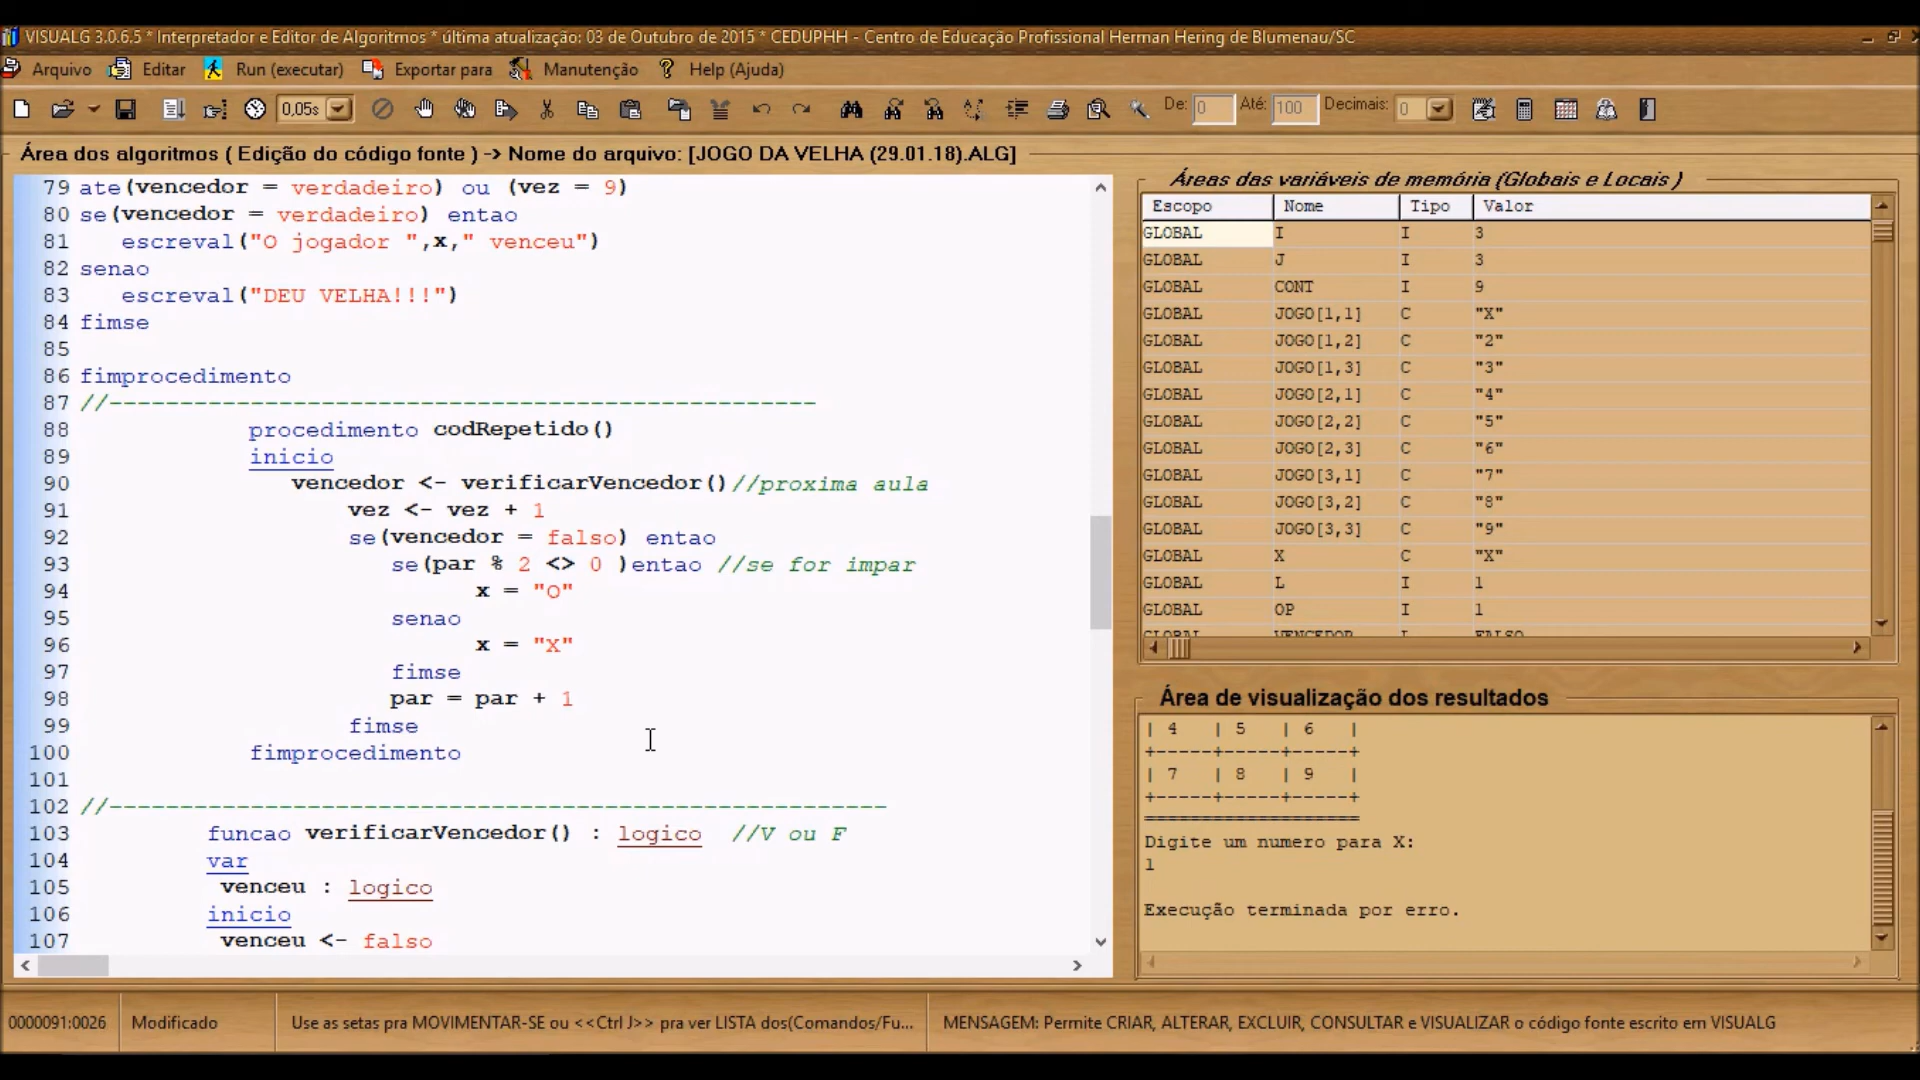 VISUALG 3.0.6.5 * Interpretador e Editor de Algoritmos * última atualização: 03 de Outubro de 2015 * CEDUPHH - Centro de Educação Profissional Herman Hering de Blumenau/SC
Arquivo Editar Run (executar) Exportar para Manutenção Help (Ajuda)
0,05s De: 0 Até: 100 Decimais: 0
Área dos algoritmos ( Edição do código fonte ) -> Nome do arquivo: [JOGO DA VELHA (29.01.18).ALG]
79 ate(vencedor = verdadeiro) ou (vez = 9)
80 se(vencedor = verdadeiro) entao
81 escreval("O jogador ",x," venceu")
82 senao
83 escreval("DEU VELHA!!!")
84 fimse
85
86 fimprocedimento
87 //--------------------------------------------------
88 procedimento codRepetido()
89 inicio
90 vencedor <- verificarVencedor()//proxima aula
91 vez <- vez + 1
92 se(vencedor = falso) entao
93 se(par % 2 <> 0 )entao //se for impar
94 x = "O"
95 senao
96 x = "X"
97 fimse
98 par = par + 1
99 fimse
100 fimprocedimento
101
102 //-------------------------------------------------------
103 funcao verificarVencedor() : logico //V ou F
104 var
105 venceu : logico
106 inicio
107 venceu <- falso
Áreas das variáveis de memória (Globais e Locais )
Escopo Nome Tipo Valor
GLOBAL I I 3
GLOBAL J I 3
GLOBAL CONT I 9
GLOBAL JOGO[1,1] C "X"
GLOBAL JOGO[1,2] C "2"
GLOBAL JOGO[1,3] C "3"
GLOBAL JOGO[2,1] C "4"
GLOBAL JOGO[2,2] C "5"
GLOBAL JOGO[2,3] C "6"
GLOBAL JOGO[3,1] C "7"
GLOBAL JOGO[3,2] C "8"
GLOBAL JOGO[3,3] C "9"
GLOBAL X C "X"
GLOBAL L I 1
GLOBAL OP I 1
GLOBAL VENCEDOR L FALSO
Área de visualização dos resultados
| 4 | 5 | 6 |
+-----+-----+-----+
| 7 | 8 | 9 |
+-----+-----+-----+
===================
Digite um numero para X:
1
Execução terminada por erro.
0000091:0026 Modificado Use as setas pra MOVIMENTAR-SE ou <<Ctrl J>> pra ver LISTA dos(Comandos/Fu... MENSAGEM: Permite CRIAR, ALTERAR, EXCLUIR, CONSULTAR e VISUALIZAR o código fonte escrito em VISUALG